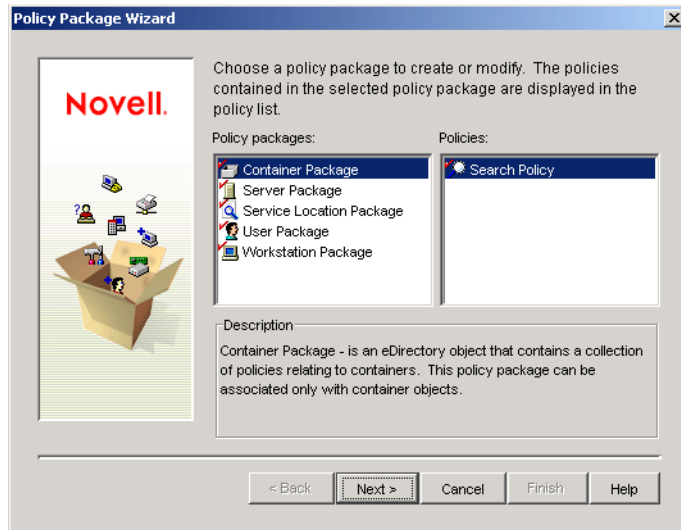 Policy Package Wizard
Novell.
Choose a policy package to create or modify. The policies
contained in the selected policy package are displayed in the
policy list.
Policy packages:
Policies:
Container Package
Server Package
Service Location Package
User Package
Workstation Package
Search Policy
Description
Container Package - is an eDirectory object that contains a collection
of policies relating to containers. This policy package can be
associated only with container objects.
< Back
Next >
Cancel
Finish
Help